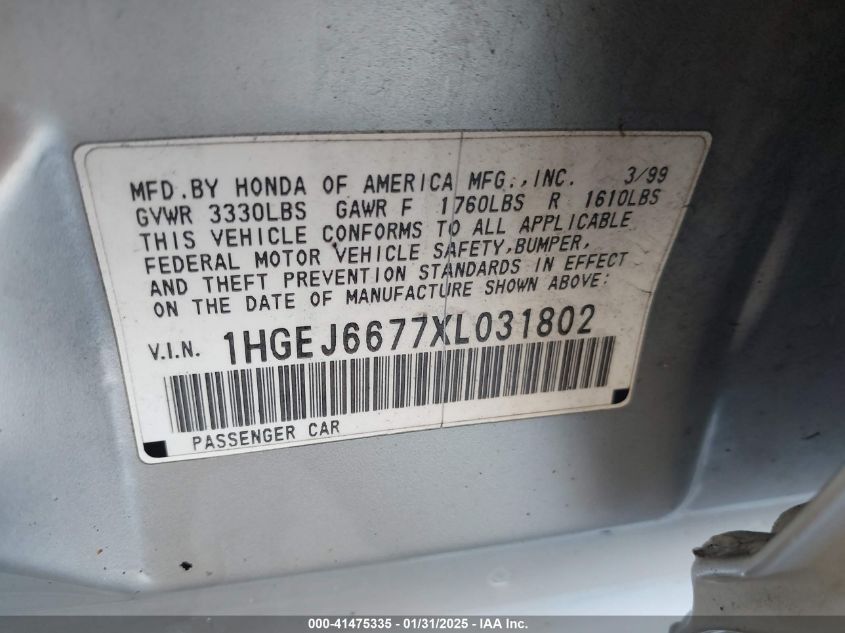 MFD.BY HONDA OF AMERICA MFG.,INC. 3/99
GVWR 3330LBS GAWR F 1760LBS R 1610LBS
THIS VEHICLE CONFORMS TO ALL APPLICABLE
FEDERAL MOTOR VEHICLE SAFETY,BUMPER,
AND THEFT PREVENTION STANDARDS IN EFFECT
ON THE DATE OF MANUFACTURE SHOWN ABOVE:
V.I.N. 1HGEJ6677XL031802
PASSENGER CAR
000-41475335 - 01/31/2025 - IAA Inc.